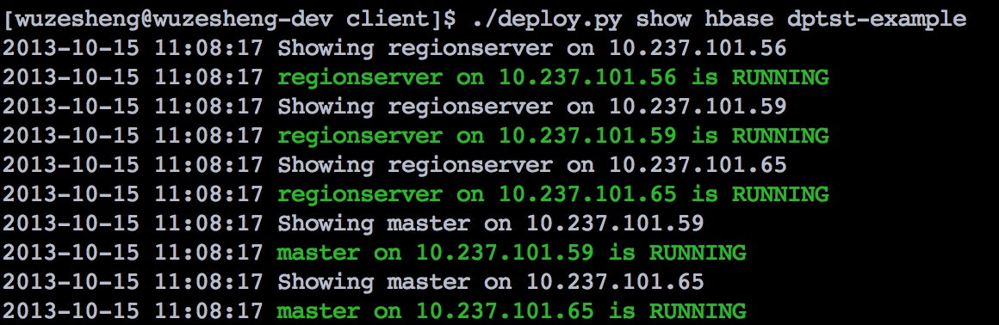 [wuzesheng@wuzesheng-dev client]$ ./deploy.py show hbase dptst-example
2013-10-15 11:08:17 Showing regionserver on 10.237.101.56
2013-10-15 11:08:17 regionserver on 10.237.101.56 is RUNNING
2013-10-15 11:08:17 Showing regionserver on 10.237.101.59
2013-10-15 11:08:17 regionserver on 10.237.101.59 is RUNNING
2013-10-15 11:08:17 Showing regionserver on 10.237.101.65
2013-10-15 11:08:17 regionserver on 10.237.101.65 is RUNNING
2013-10-15 11:08:17 Showing master on 10.237.101.59
2013-10-15 11:08:17 master on 10.237.101.59 is RUNNING
2013-10-15 11:08:17 Showing master on 10.237.101.65
2013-10-15 11:08:17 master on 10.237.101.65 is RUNNING